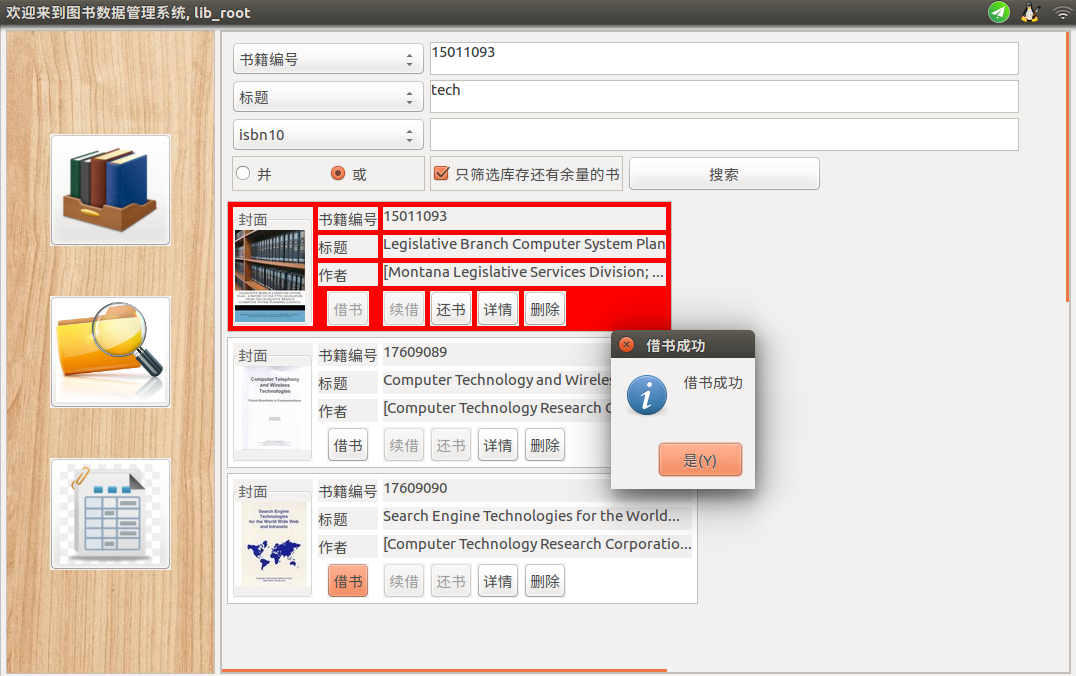 欢迎来到图书数据管理系统, lib_root
书籍编号 15011093
标题 tech
isbn10
并 或 只筛选库存还有余量的书 搜索
封面
书籍编号 15011093
标题 Legislative Branch Computer System Plan
作者 [Montana Legislative Services Division; ...
借书 续借 还书 详情 删除
封面
Computer Telephony
and Wireless
Technologies
Future Directions in Communications
书籍编号 17609089
标题 Computer Technology and Wireles
作者 [Computer Technology Research C
借书 续借 还书 详情 删除
借书成功
借书成功
是(Y)
封面
Search Engine
Technologies
for the World Wide Web
and Intranets
书籍编号 17609090
标题 Search Engine Technologies for the World...
作者 [Computer Technology Research Corporatio...
借书 续借 还书 详情 删除